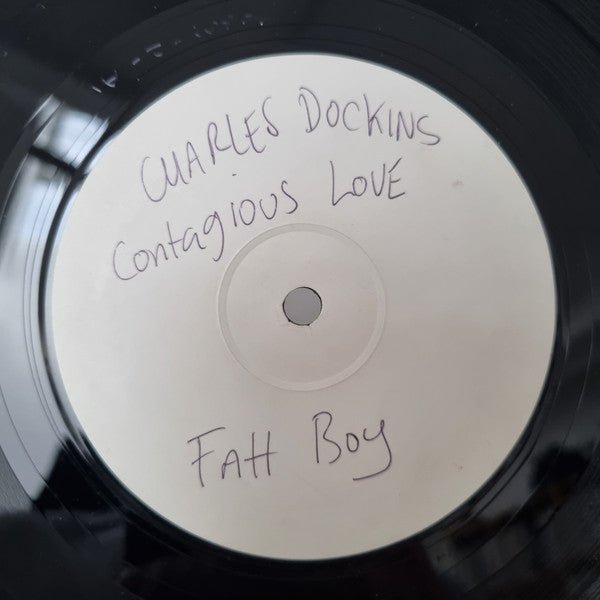 CHARLES DOCKINS
Contagious LOVE
FAtt Boy